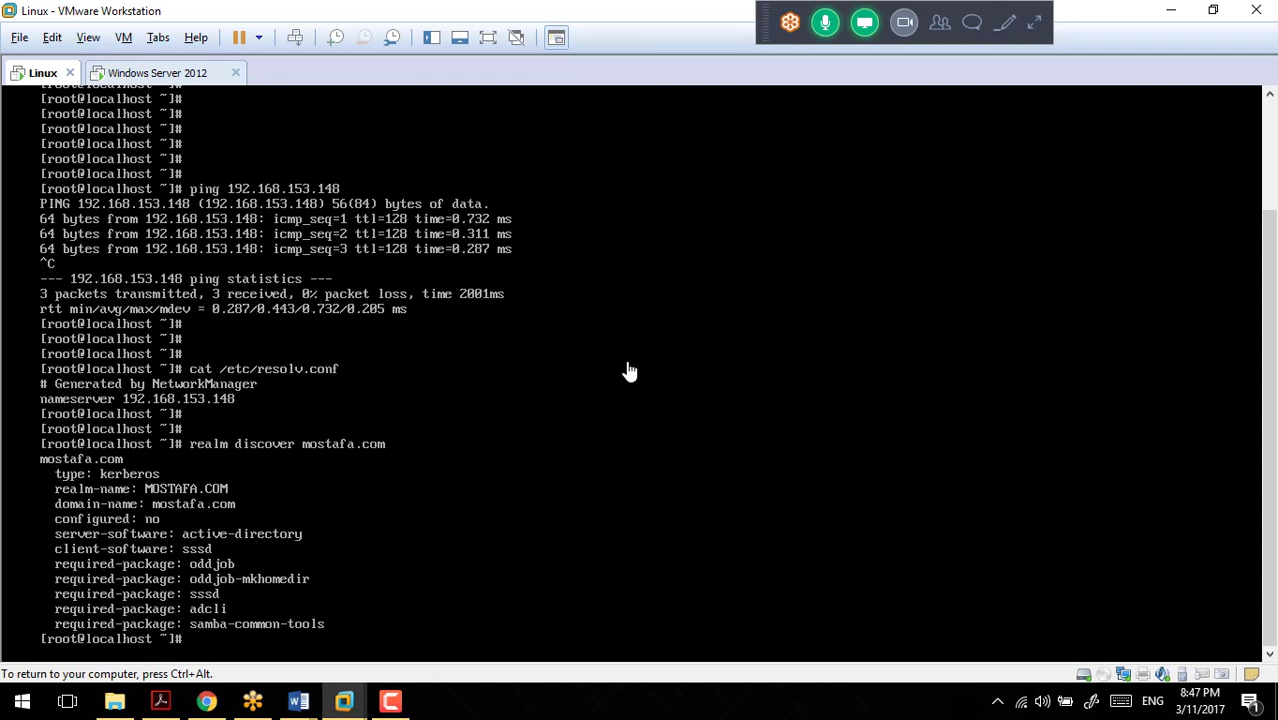 Linux - VMware Workstation
File Edit View VM Tabs Help
Linux Windows Server 2012
[root@localhost ~]#
[root@localhost ~]#
[root@localhost ~]#
[root@localhost ~]#
[root@localhost ~]#
[root@localhost ~]#
[root@localhost ~]#
[root@localhost ~]# ping 192.168.153.148
PING 192.168.153.148 (192.168.153.148) 56(84) bytes of data.
64 bytes from 192.168.153.148: icmp_seq=1 ttl=128 time=0.732 ms
64 bytes from 192.168.153.148: icmp_seq=2 ttl=128 time=0.311 ms
64 bytes from 192.168.153.148: icmp_seq=3 ttl=128 time=0.287 ms
^C
--- 192.168.153.148 ping statistics ---
3 packets transmitted, 3 received, 0% packet loss, time 2001ms
rtt min/avg/max/mdev = 0.287/0.443/0.732/0.205 ms
[root@localhost ~]#
[root@localhost ~]#
[root@localhost ~]#
[root@localhost ~]# cat /etc/resolv.conf
# Generated by NetworkManager
nameserver 192.168.153.148
[root@localhost ~]#
[root@localhost ~]#
[root@localhost ~]# realm discover mostafa.com
mostafa.com
type: kerberos
realm-name: MOSTAFA.COM
domain-name: mostafa.com
configured: no
server-software: active-directory
client-software: sssd
required-package: oddjob
required-package: oddjob-mkhomedir
required-package: sssd
required-package: adcli
required-package: samba-common-tools
[root@localhost ~]#
To return to your computer, press Ctrl+Alt.
ENG
8:47 PM
3/11/2017
1